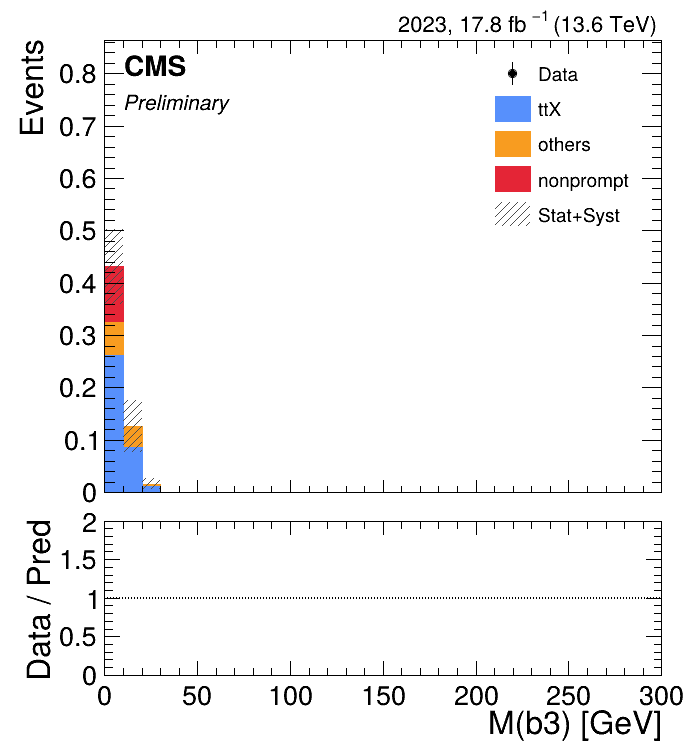 2023, 17.8 fb⁻¹ (13.6 TeV)
Events
CMS
Preliminary
Data
ttX
others
nonprompt
Stat+Syst
0.8
0.7
0.6
0.5
0.4
0.3
0.2
0.1
0
Data / Pred
2
1.5
1
0.5
0
0 50 100 150 200 250 300
M(b3) [GeV]